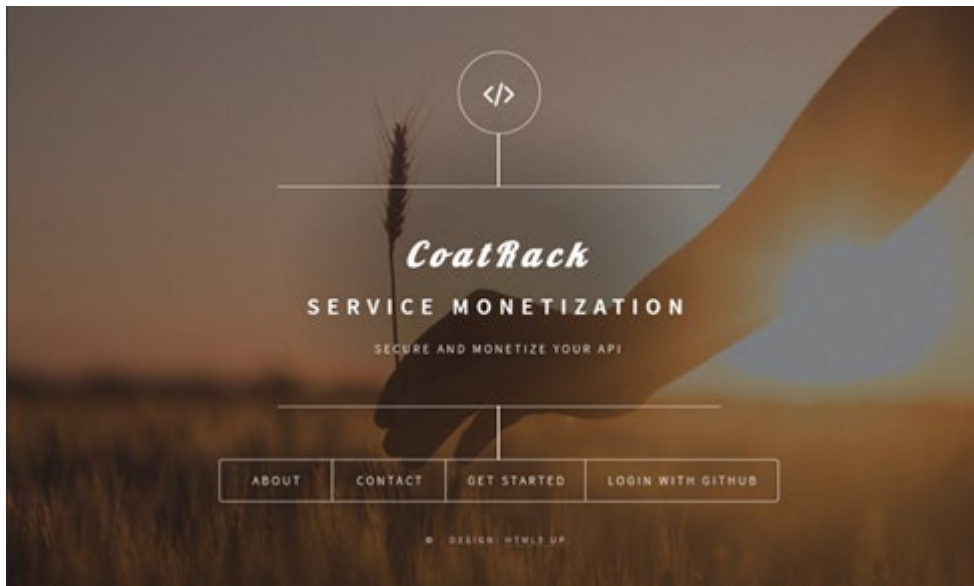 </>
CoatRack
SERVICE MONETIZATION
SECURE AND MONETIZE YOUR API
ABOUT CONTACT GET STARTED LOGIN WITH GITHUB
© DESIGN: HTML5 UP